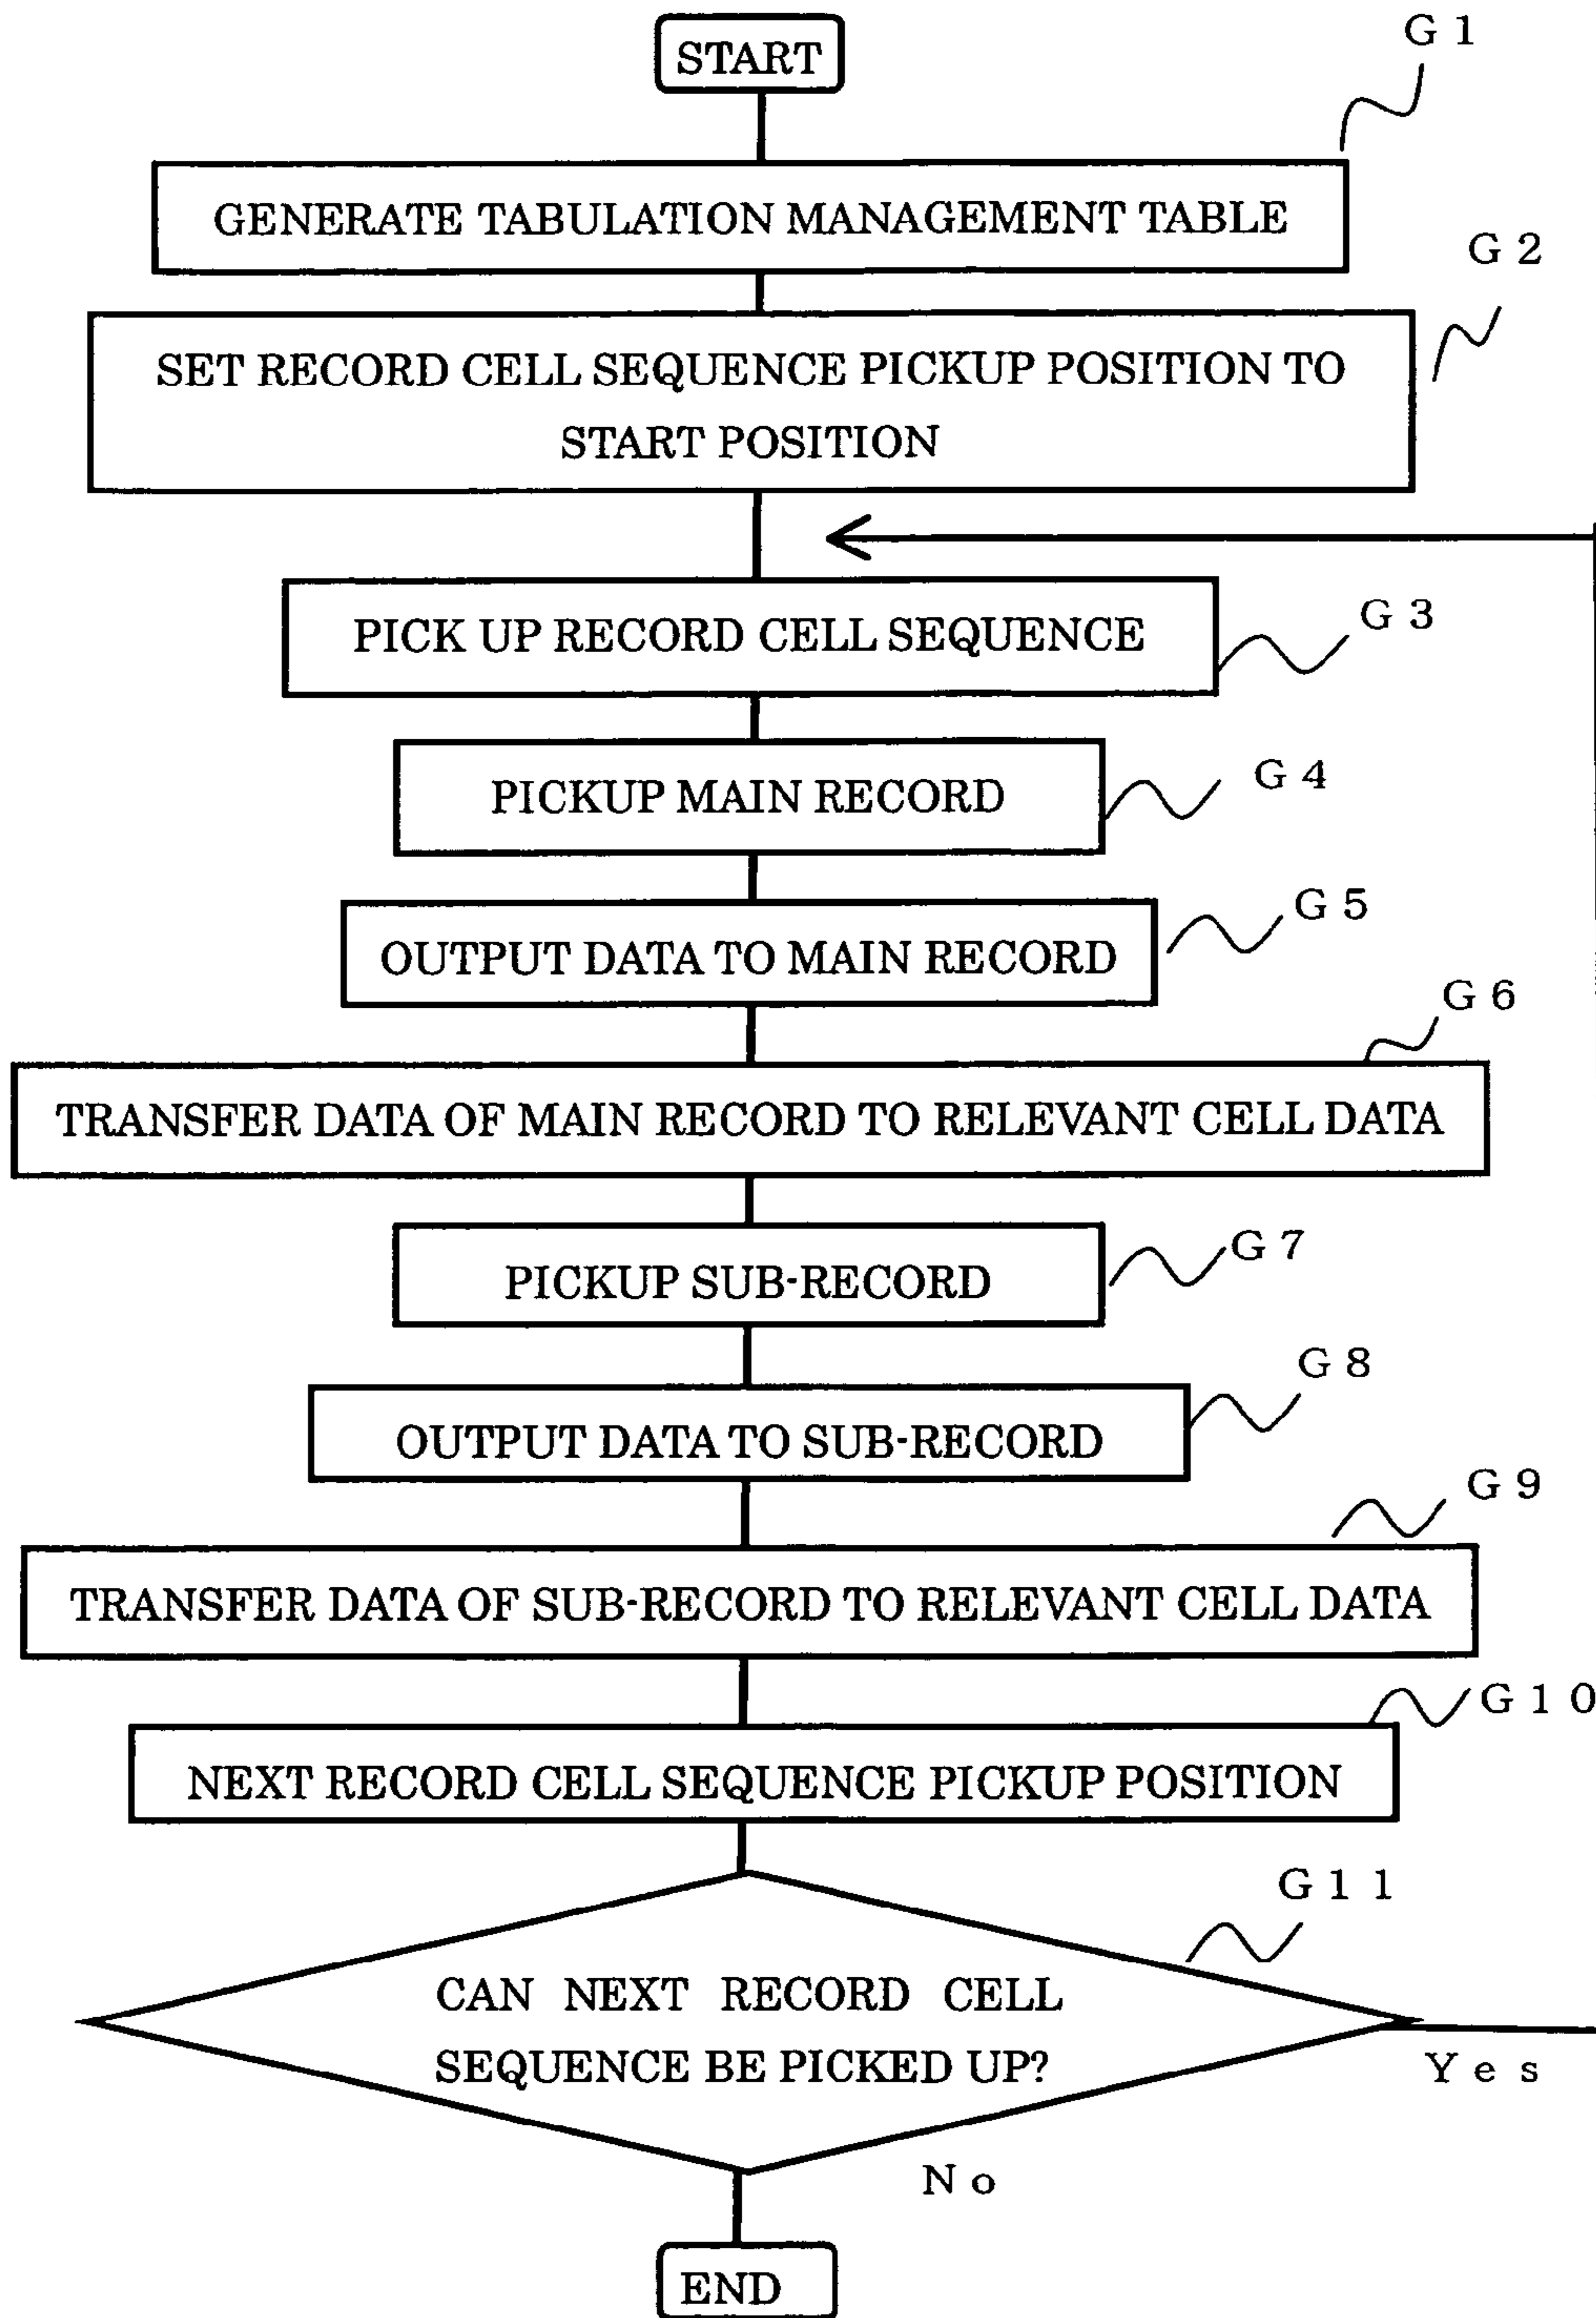 START
G 1
GENERATE TABULATION MANAGEMENT TABLE
G 2
SET RECORD CELL SEQUENCE PICKUP POSITION TO
START POSITION
PICK UP RECORD CELL SEQUENCE
G 3
PICKUP MAIN RECORD
G 4
OUTPUT DATA TO MAIN RECORD
G 5
G 6
TRANSFER DATA OF MAIN RECORD TO RELEVANT CELL DATA
PICKUP SUB-RECORD
G 7
G 8
OUTPUT DATA TO SUB-RECORD
G 9
TRANSFER DATA OF SUB-RECORD TO RELEVANT CELL DATA
G 1 0
NEXT RECORD CELL SEQUENCE PICKUP POSITION
G 1 1
CAN NEXT RECORD CELL
SEQUENCE BE PICKED UP?
Yes
No
END